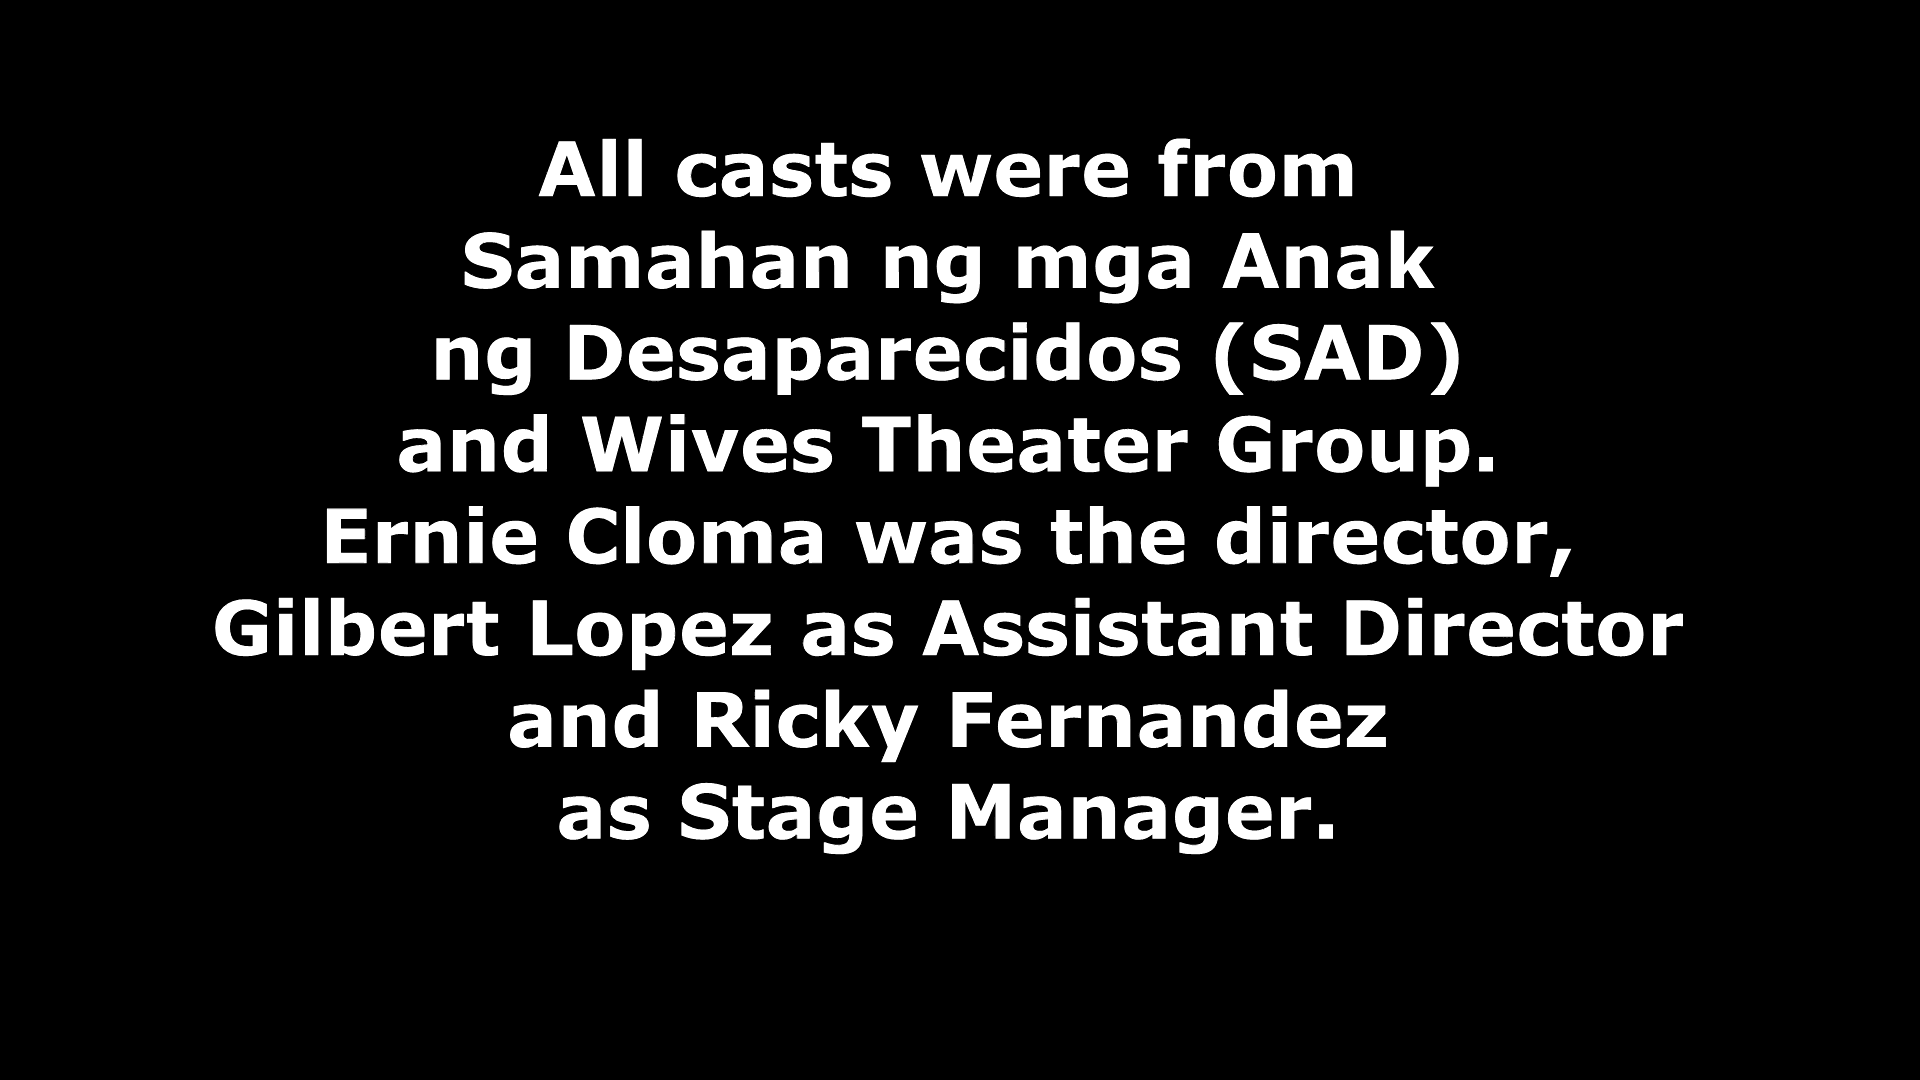 All casts were from
Samahan ng mga Anak
ng Desaparecidos (SAD)
and Wives Theater Group.
Ernie Cloma was the director,
Gilbert Lopez as Assistant Director
and Ricky Fernandez
as Stage Manager.